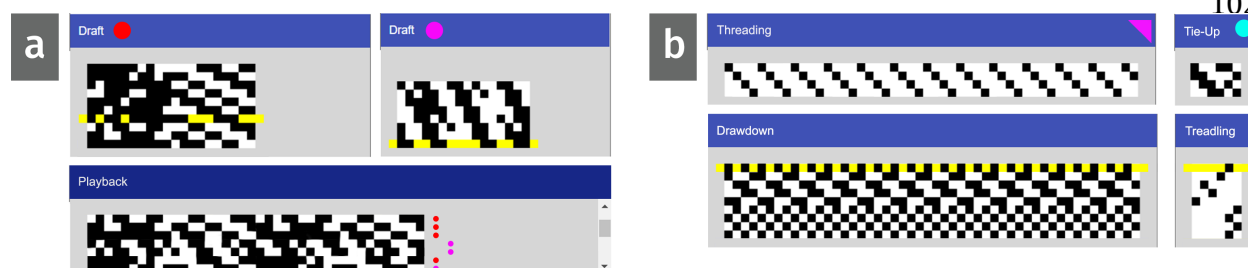 a
Draft
Draft
Playback
b
Threading
Tie-Up
Drawdown
Treadling